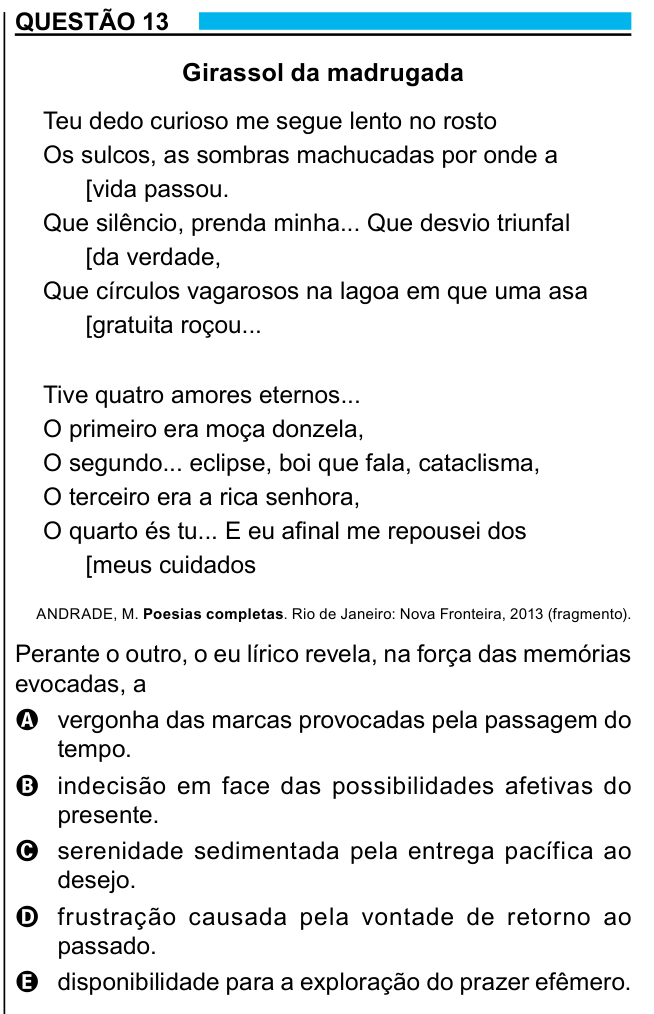 QUESTÃO 13
Girassol da madrugada
Teu dedo curioso me segue lento no rosto
Os sulcos, as sombras machucadas por onde a
[vida passou.
Que silêncio, prenda minha... Que desvio triunfal
[da verdade,
Que círculos vagarosos na lagoa em que uma asa
[gratuita roçou...
Tive quatro amores eternos...
O primeiro era moça donzela,
O segundo... eclipse, boi que fala, cataclisma,
O terceiro era a rica senhora,
O quarto és tu... E eu afinal me repousei dos
[meus cuidados
ANDRADE, M. Poesias completas. Rio de Janeiro: Nova Fronteira, 2013 (fragmento).
Perante o outro, o eu lírico revela, na força das memórias
evocadas, a
A vergonha das marcas provocadas pela passagem do
tempo.
B indecisão em face das possibilidades afetivas do
presente.
C serenidade sedimentada pela entrega pacífica ao
desejo.
D frustração causada pela vontade de retorno ao
passado.
E disponibilidade para a exploração do prazer efêmero.